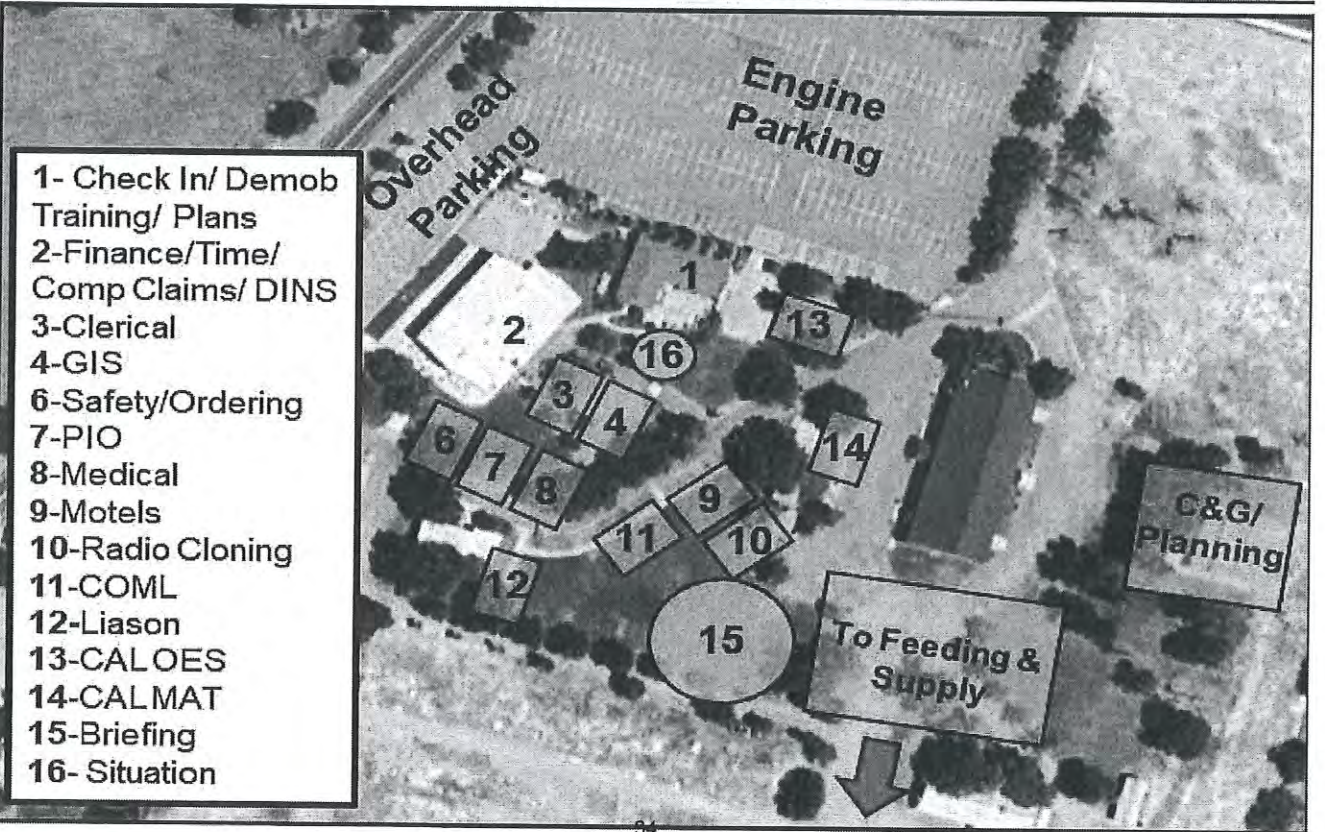 Engine
Parking
Overhead
Parking
1- Check In/ Demob
Training/ Plans
2-Finance/Time/
Comp Claims/ DINS
3-Clerical
4-GIS
6-Safety/Ordering
7-PIO
8-Medical
9-Motels
10-Radio Cloning
11-COML
12-Liason
13-CALOES
14-CALMAT
15-Briefing
16- Situation
1
2
13
16
3
4
6
7
8
14
9
10
11
12
15
C&G/
Planning
To Feeding &
Supply